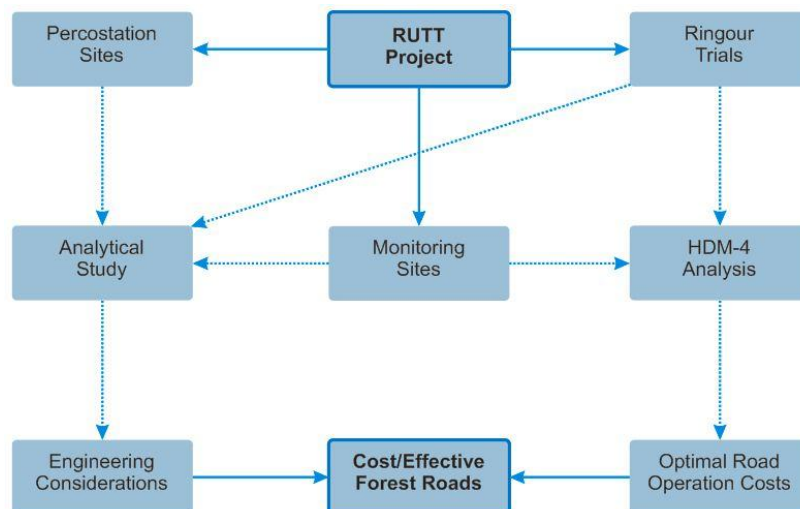 Percostation
Sites
RUTT
Project
Ringour
Trials
Analytical
Study
Monitoring
Sites
HDM-4
Analysis
Engineering
Considerations
Cost/Effective
Forest Roads
Optimal Road
Operation Costs